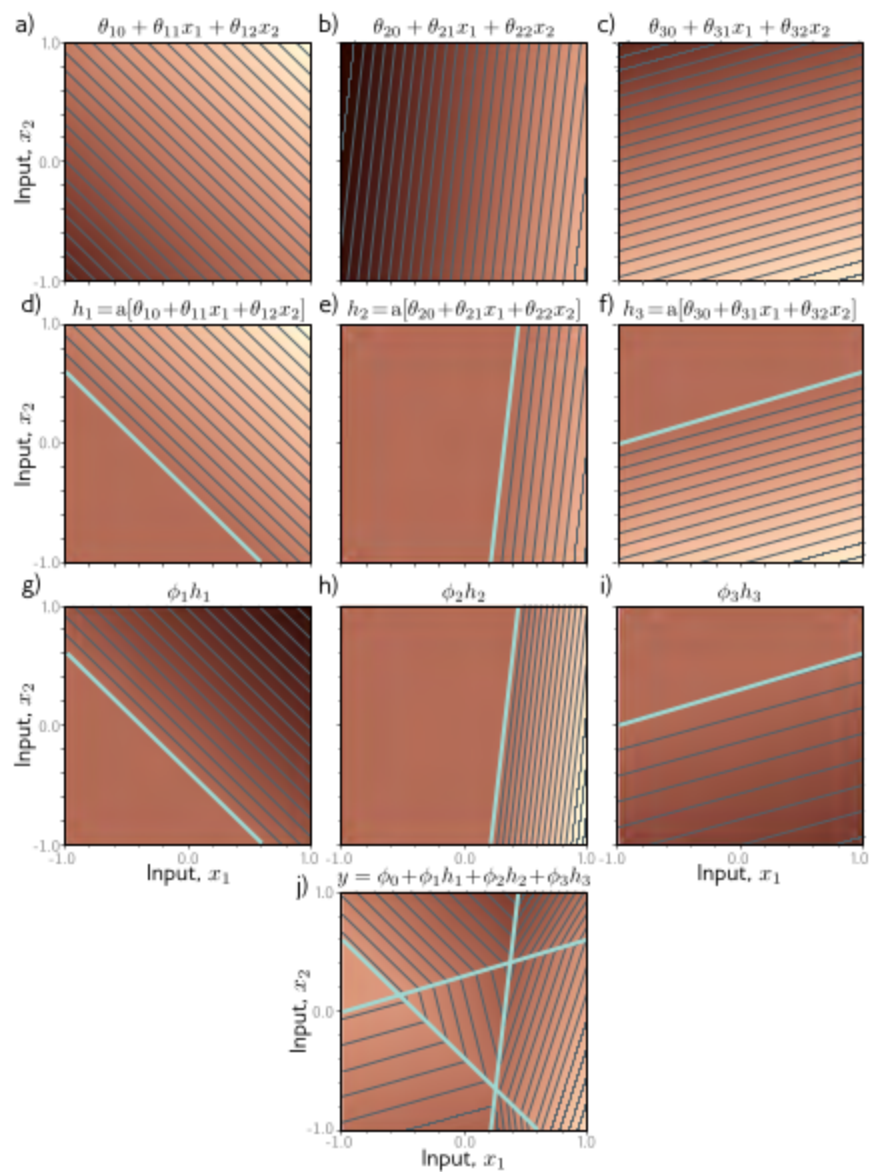 a) θ₁₀ + θ₁₁x₁ + θ₁₂x₂
b) θ₂₀ + θ₂₁x₁ + θ₂₂x₂
c) θ₃₀ + θ₃₁x₁ + θ₃₂x₂
1.0
0.0
-1.0
Input, x₂
d) h₁=a[θ₁₀+θ₁₁x₁+θ₁₂x₂]
e) h₂=a[θ₂₀+θ₂₁x₁+θ₂₂x₂]
f) h₃=a[θ₃₀+θ₃₁x₁+θ₃₂x₂]
1.0
0.0
-1.0
Input, x₂
g) ϕ₁h₁
h) ϕ₂h₂
i) ϕ₃h₃
1.0
0.0
-1.0
Input, x₂
-1.0 0.0 1.0
-1.0 0.0 1.0
-1.0 0.0 1.0
Input, x₁
Input, x₁
j) y = ϕ₀+ϕ₁h₁+ϕ₂h₂+ϕ₃h₃
1.0
0.0
-1.0
Input, x₂
-1.0 0.0 1.0
Input, x₁